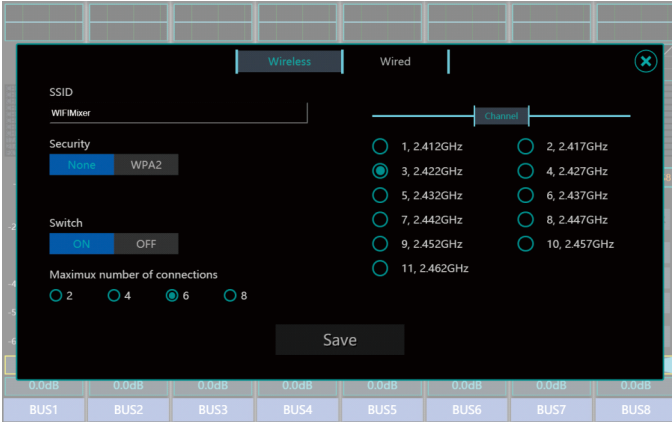 Wireless Wired
SSID
WIFIMixer
Security
None WPA2
Switch
ON OFF
Maximux number of connections
2 4 6 8
Channel
1, 2.412GHz 2, 2.417GHz
3, 2.422GHz 4, 2.427GHz
5, 2.432GHz 6, 2.437GHz
7, 2.442GHz 8, 2.447GHz
9, 2.452GHz 10, 2.457GHz
11, 2.462GHz
Save
0.0dB 0.0dB 0.0dB 0.0dB 0.0dB 0.0dB 0.0dB 0.0dB
BUS1 BUS2 BUS3 BUS4 BUS5 BUS6 BUS7 BUS8